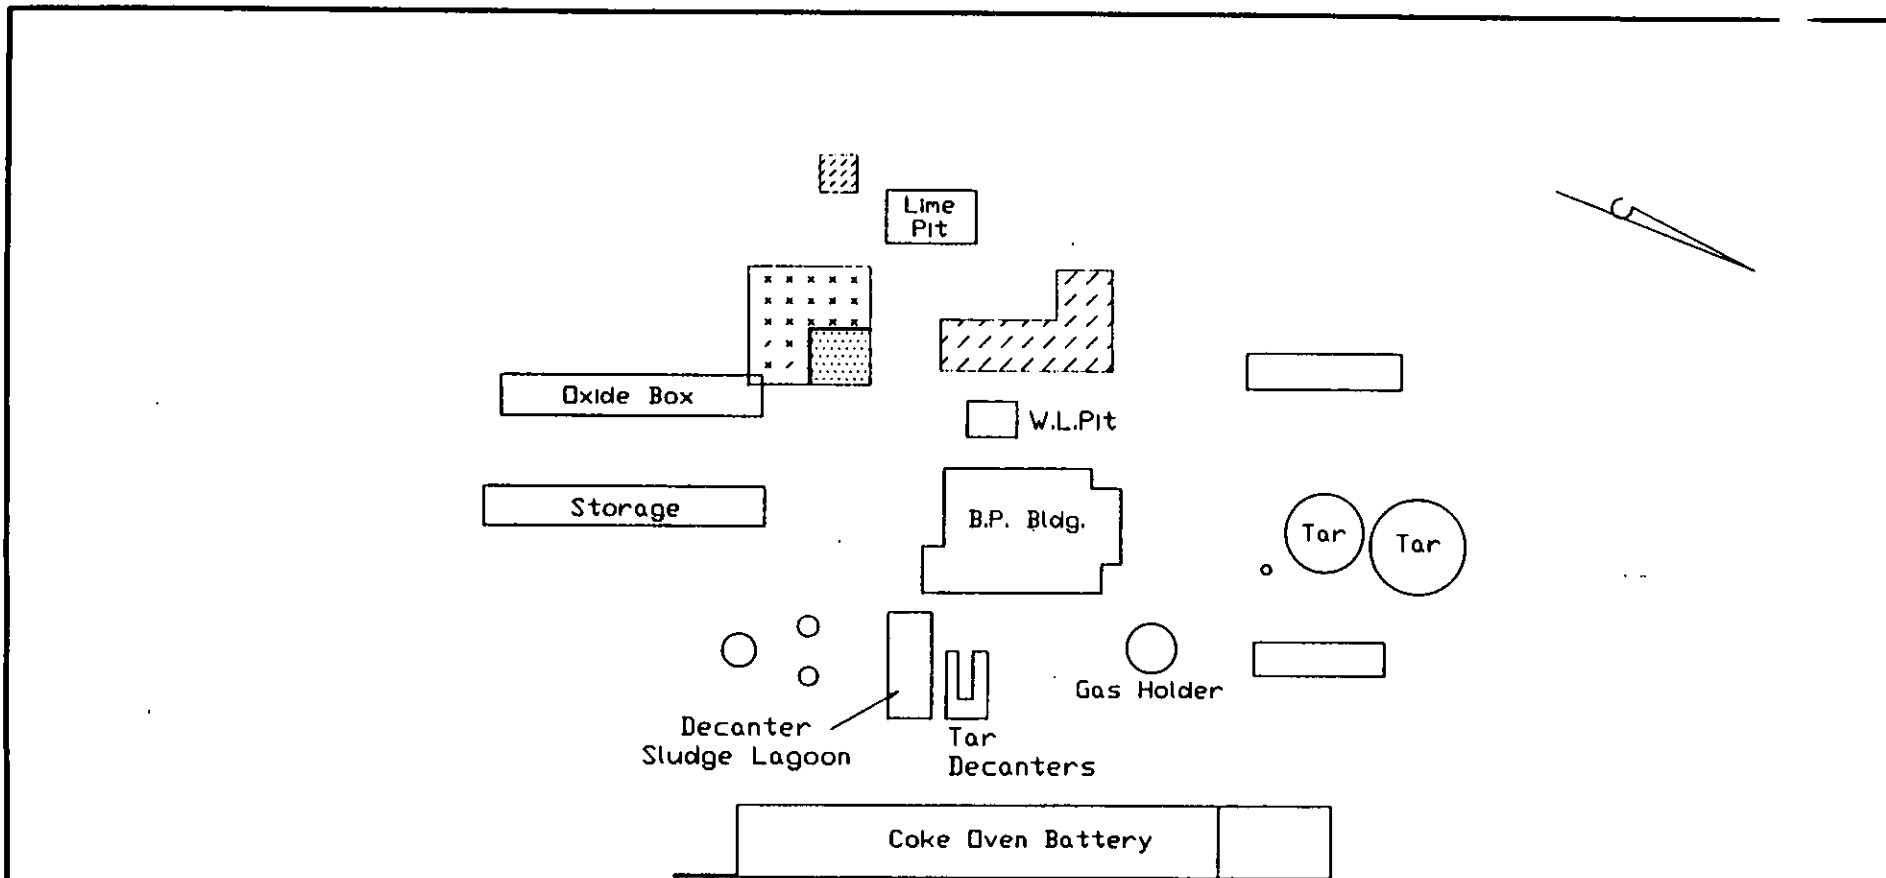 Lime
Pit
Oxide Box
W.L.Pit
Storage
B.P. Bldg.
Tar
Tar
Gas Holder
Decanter
Sludge Lagoon
Tar
Decanters
Coke Oven Battery